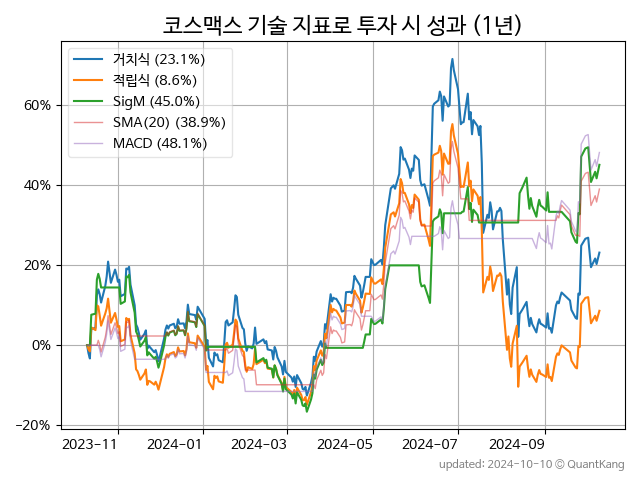 코스맥스 기술 지표로 투자 시 성과 (1년)
거치식 (23.1%)
적립식 (8.6%)
SigM (45.0%)
SMA(20) (38.9%)
MACD (48.1%)
60%
40%
20%
0%
−20%
2023-11
2024-01
2024-03
2024-05
2024-07
2024-09
updated: 2024-10-10 © QuantKang